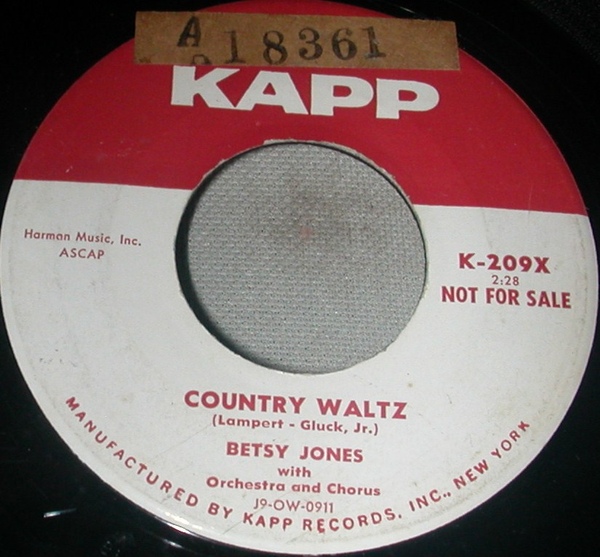 A 18361
KAPP
Harman Music, Inc.
ASCAP
K-209X
2:28
NOT FOR SALE
COUNTRY WALTZ
(Lampert - Gluck, Jr.)
BETSY JONES
with
Orchestra and Chorus
J9-OW-0911
MANUFACTURED BY KAPP RECORDS, INC., NEW YORK